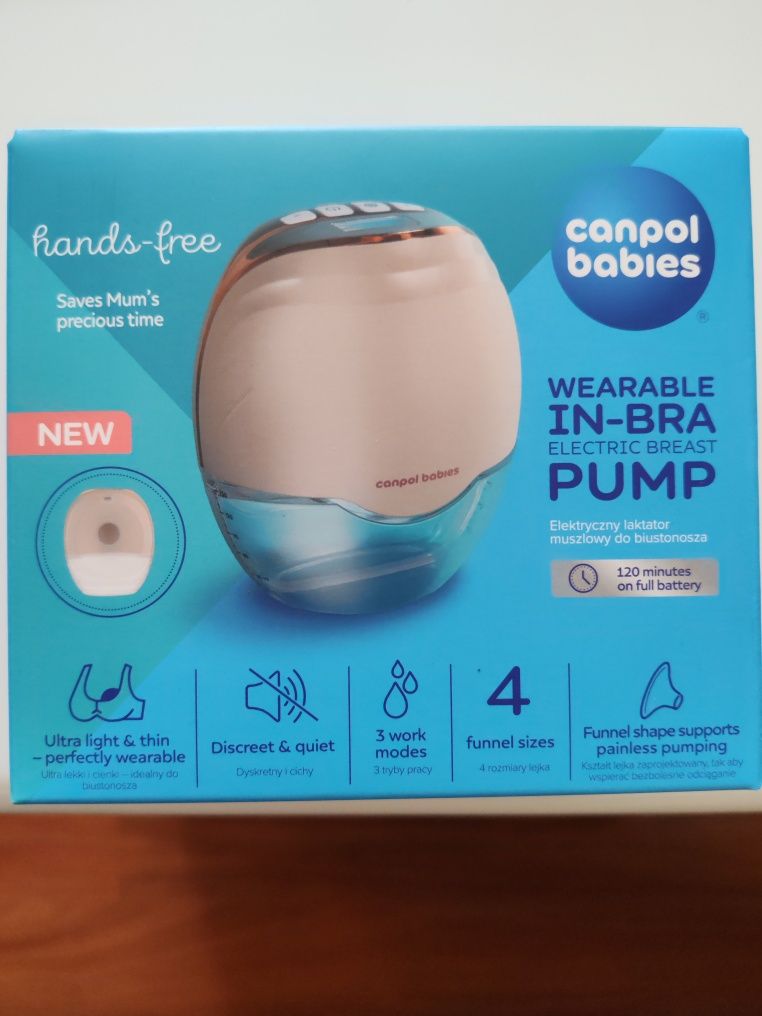 hands-free
Saves Mum's
precious time
canpol
babies
®
NEW
canpol babies
WEARABLE
IN-BRA
ELECTRIC BREAST
PUMP
Elektryczny laktator
muszlowy do biustonosza
120 minutes
on full battery
Ultra light & thin
– perfectly wearable
Ultra lekki i cienki – idealny do
biustonosza
Discreet & quiet
Dyskretny i cichy
3 work
modes
3 tryby pracy
4
funnel sizes
4 rozmiary lejka
Funnel shape supports
painless pumping
Kształt lejka zaprojektowany, tak aby
wspierać bezbolesne odciąganie